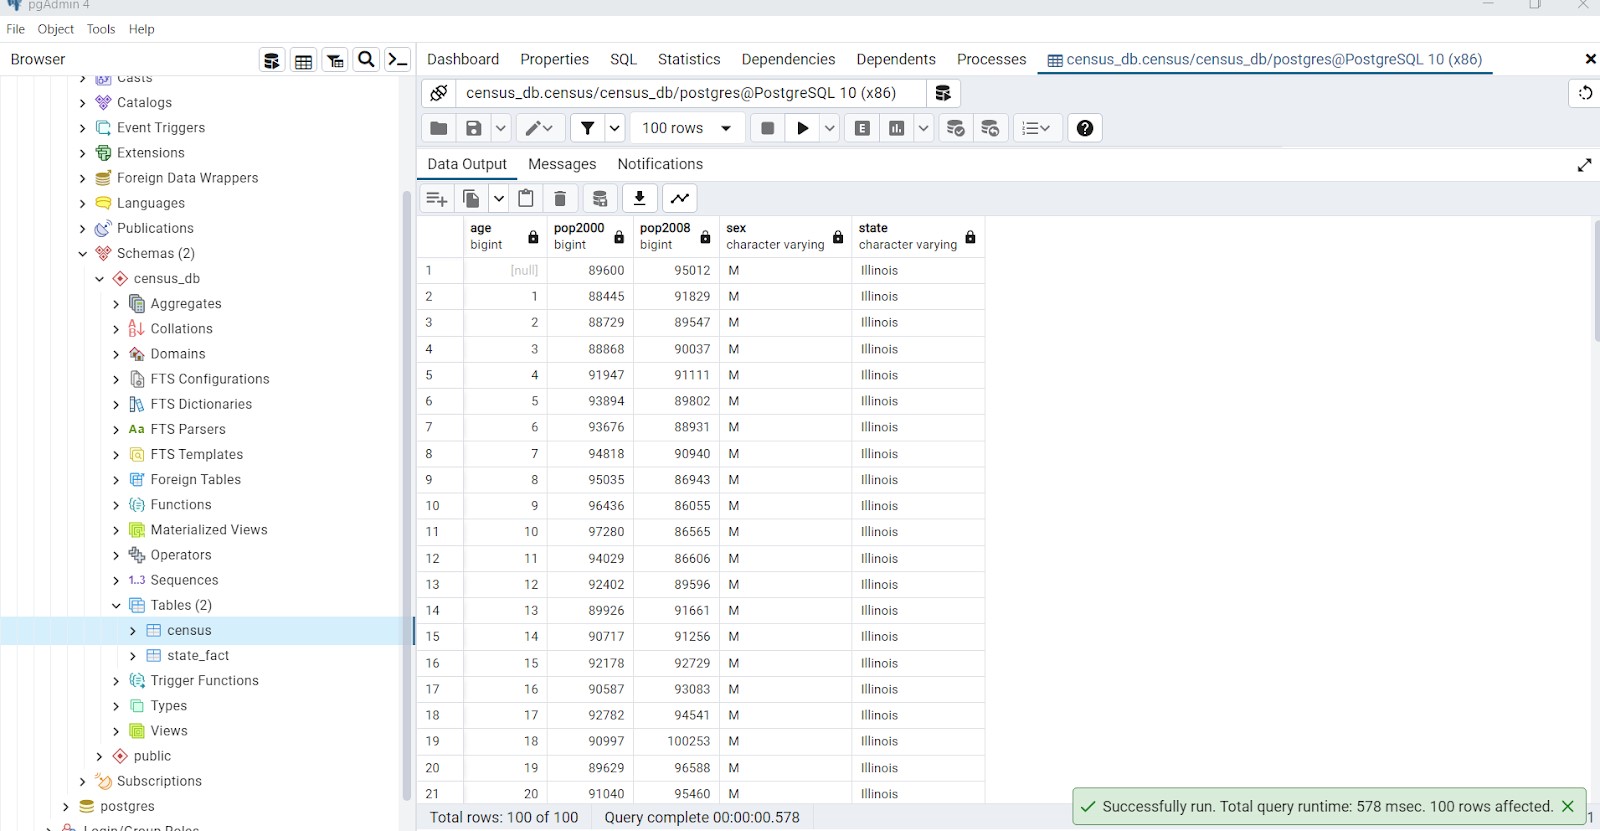 pgAdmin 4
File Object Tools Help
Browser
Dashboard Properties SQL Statistics Dependencies Dependents Processes census_db.census/census_db/postgres@PostgreSQL 10 (x86)
census_db.census/census_db/postgres@PostgreSQL 10 (x86)
100 rows
Data Output Messages Notifications
Casts
Catalogs
Event Triggers
Extensions
Foreign Data Wrappers
Languages
Publications
Schemas (2)
census_db
Aggregates
Collations
Domains
FTS Configurations
FTS Dictionaries
Aa FTS Parsers
FTS Templates
Foreign Tables
Functions
Materialized Views
Operators
1..3 Sequences
Tables (2)
census
state_fact
Trigger Functions
Types
Views
public
Subscriptions
postgres
Login/Group Roles
age pop2000 pop2008 sex state
bigint bigint bigint character varying character varying
1 [null] 89600 95012 M Illinois
2 1 88445 91829 M Illinois
3 2 88729 89547 M Illinois
4 3 88868 90037 M Illinois
5 4 91947 91111 M Illinois
6 5 93894 89802 M Illinois
7 6 93676 88931 M Illinois
8 7 94818 90940 M Illinois
9 8 95035 86943 M Illinois
10 9 96436 86055 M Illinois
11 10 97280 86565 M Illinois
12 11 94029 86606 M Illinois
13 12 92402 89596 M Illinois
14 13 89926 91661 M Illinois
15 14 90717 91256 M Illinois
16 15 92178 92729 M Illinois
17 16 90587 93083 M Illinois
18 17 92782 94541 M Illinois
19 18 90997 100253 M Illinois
20 19 89629 96588 M Illinois
21 20 91040 95460 M Illinois
Successfully run. Total query runtime: 578 msec. 100 rows affected.
Total rows: 100 of 100 Query complete 00:00:00.578